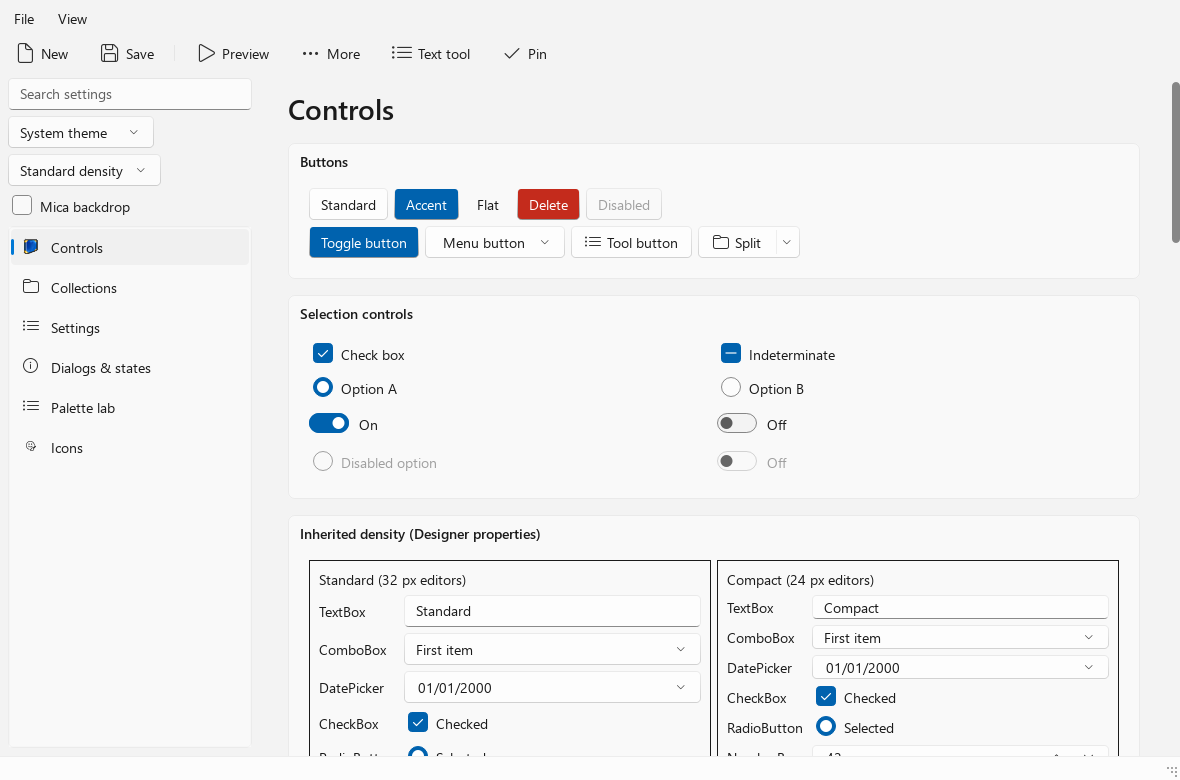 File View
New Save Preview More Text tool Pin
Search settings
System theme
Standard density
Mica backdrop
Controls
Collections
Settings
Dialogs & states
Palette lab
Icons
Controls
Buttons
Standard Accent Flat Delete Disabled
Toggle button Menu button Tool button Split
Selection controls
Check box Indeterminate
Option A Option B
On Off
Disabled option Off
Inherited density (Designer properties)
Standard (32 px editors)
TextBox Standard
ComboBox First item
DatePicker 01/01/2000
CheckBox Checked
Compact (24 px editors)
TextBox Compact
ComboBox First item
DatePicker 01/01/2000
CheckBox Checked
RadioButton Selected